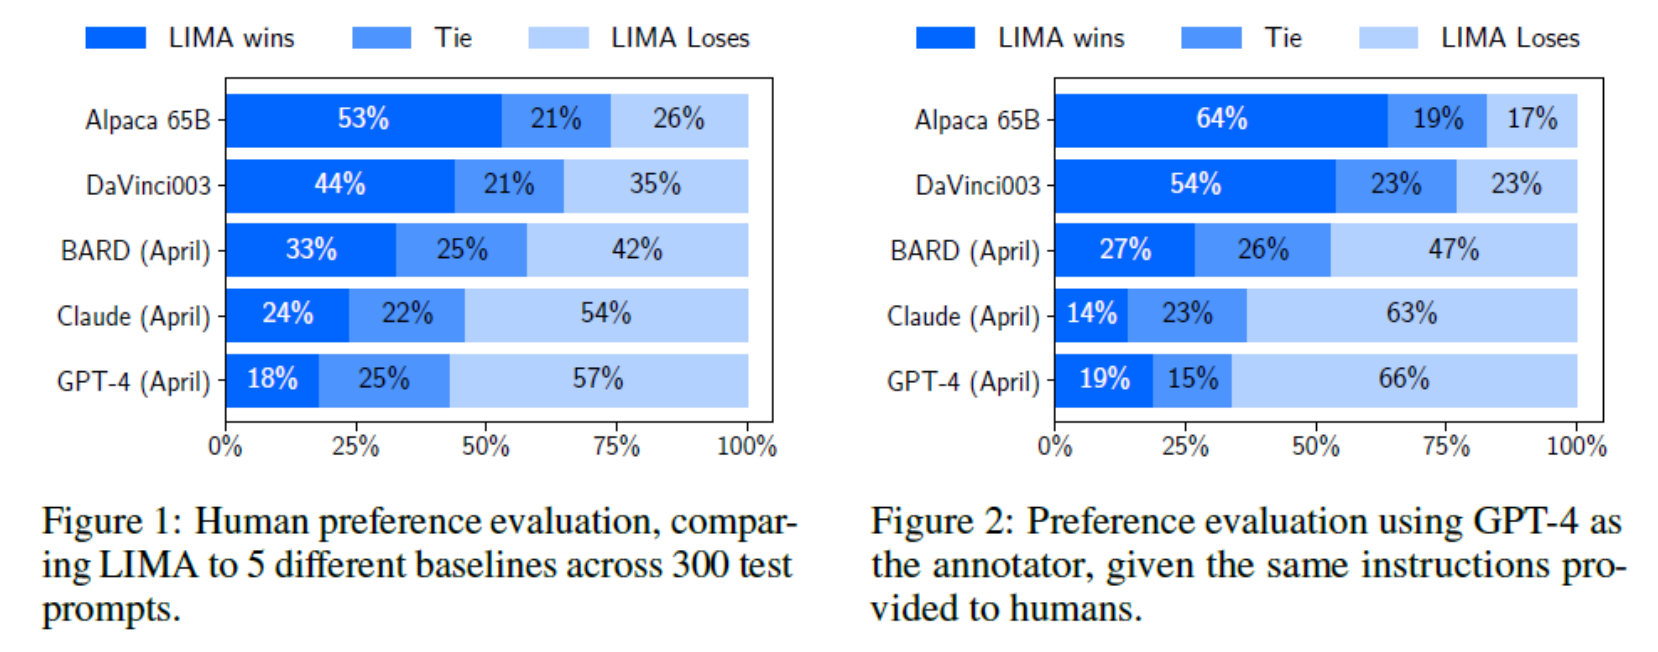 LIMA wins Tie LIMA Loses
Alpaca 65B 53% 21% 26%
DaVinci003 44% 21% 35%
BARD (April) 33% 25% 42%
Claude (April) 24% 22% 54%
GPT-4 (April) 18% 25% 57%
0% 25% 50% 75% 100%
Figure 1: Human preference evaluation, compar-
ing LIMA to 5 different baselines across 300 test
prompts.
LIMA wins Tie LIMA Loses
Alpaca 65B 64% 19% 17%
DaVinci003 54% 23% 23%
BARD (April) 27% 26% 47%
Claude (April) 14% 23% 63%
GPT-4 (April) 19% 15% 66%
0% 25% 50% 75% 100%
Figure 2: Preference evaluation using GPT-4 as
the annotator, given the same instructions pro-
vided to humans.